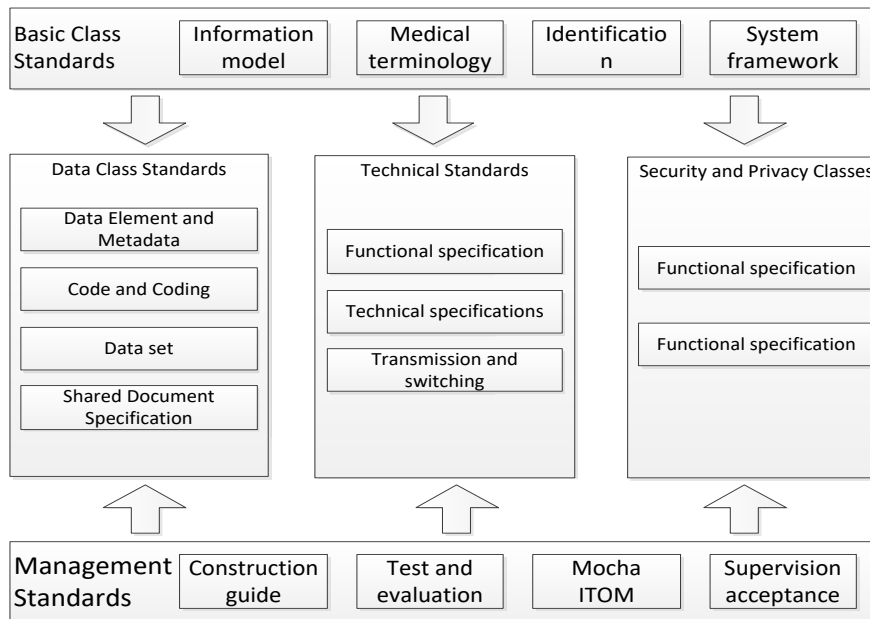 Basic Class
Standards
Information
model
Medical
terminology
Identificatio
n
System
framework
Data Class Standards
Data Element and
Metadata
Code and Coding
Data set
Shared Document
Specification
Technical Standards
Functional specification
Technical specifications
Transmission and
switching
Security and Privacy Classes
Functional specification
Functional specification
Management
Standards
Construction
guide
Test and
evaluation
Mocha
ITOM
Supervision
acceptance